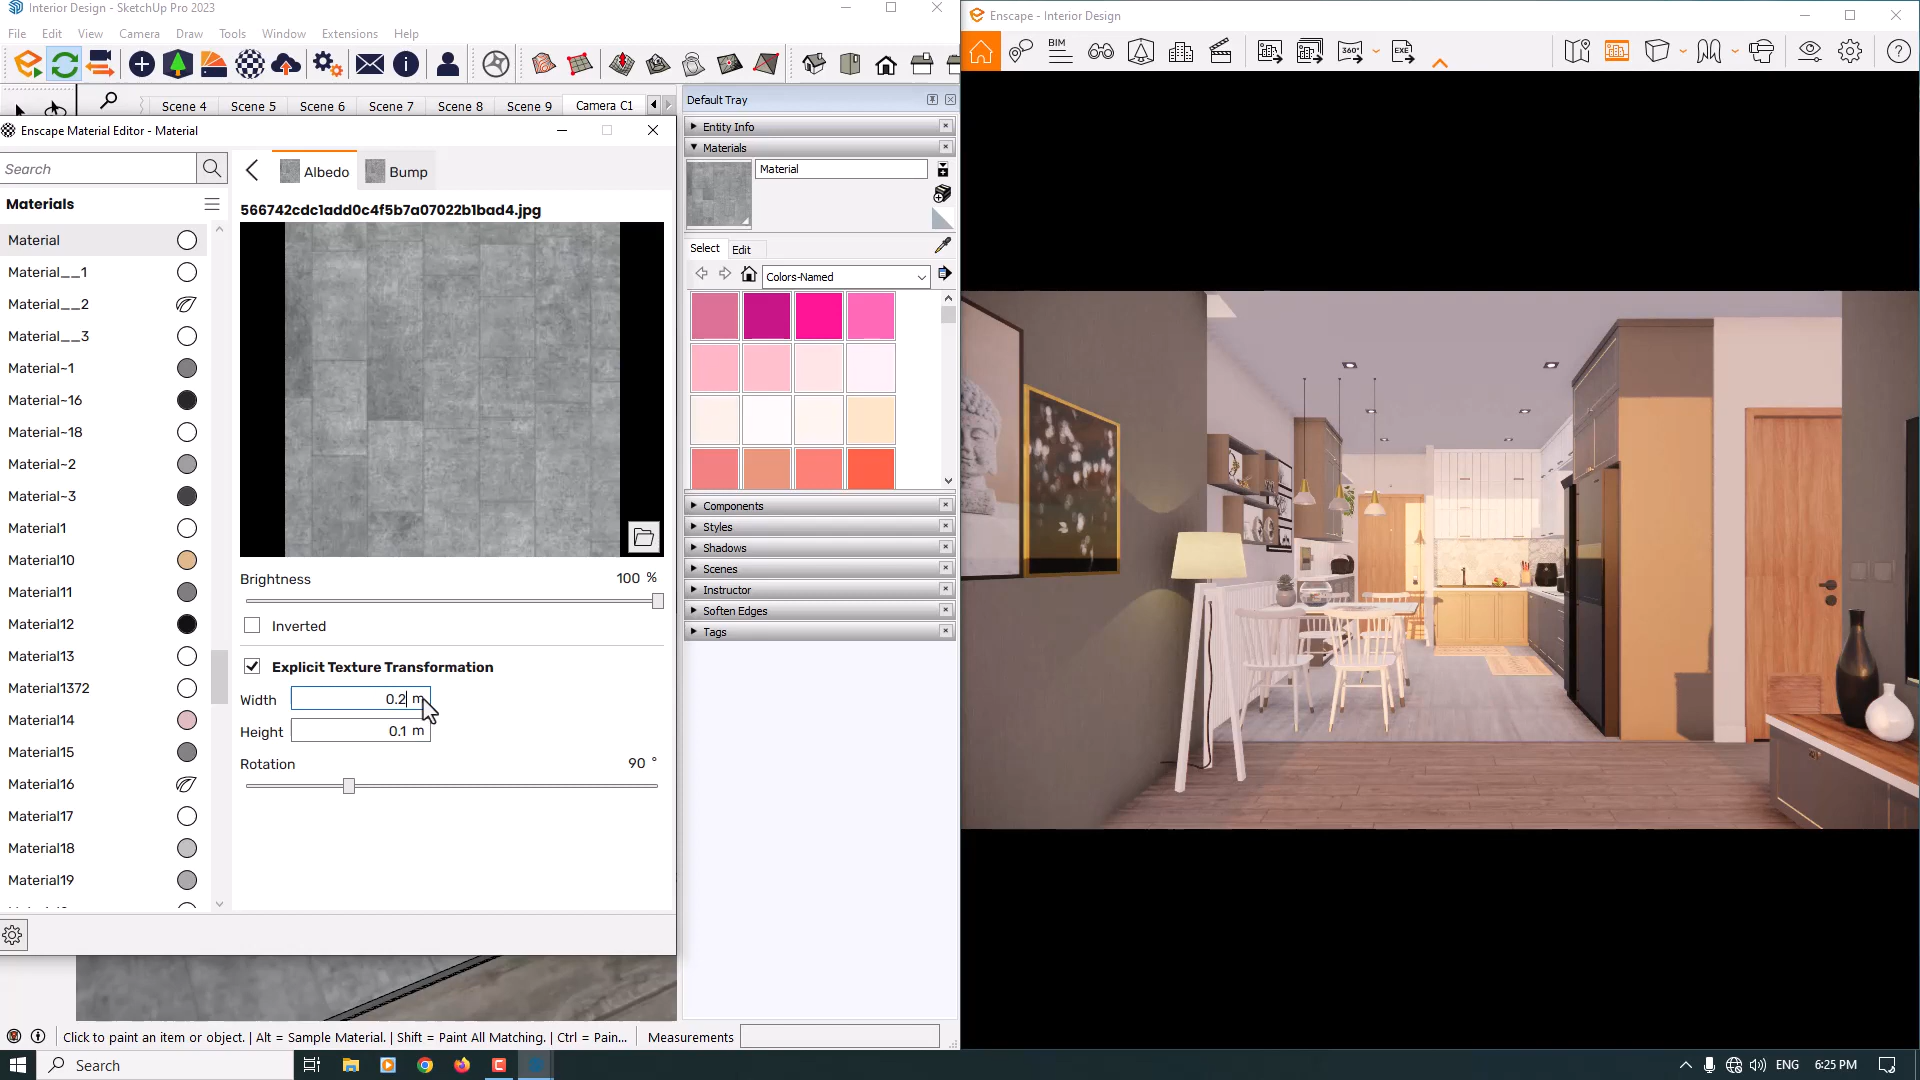 Interior Design - SketchUp Pro 2023
File Edit View Camera Draw Tools Window Extensions Help
Scene 4 Scene 5 Scene 6 Scene 7 Scene 8 Scene 9 Camera C1
Enscape Material Editor - Material
Search
Materials
Material
Material__1
Material__2
Material__3
Material~1
Material~16
Material~18
Material~2
Material~3
Material1
Material10
Material11
Material12
Material13
Material1372
Material14
Material15
Material16
Material17
Material18
Material19
Albedo Bump
566742cdc1add0c4f5b7a07022b1bad4.jpg
Brightness 100 %
Inverted
Explicit Texture Transformation
Width 0.2 m
Height 0.1 m
Rotation 90 °
Default Tray
Entity Info
Materials
Material
Select Edit
Colors-Named
Components
Styles
Shadows
Scenes
Instructor
Soften Edges
Tags
Enscape - Interior Design
BIM
360°
EXE
Click to paint an item or object. | Alt = Sample Material. | Shift = Paint All Matching. | Ctrl = Pain...
Measurements
Search
ENG 6:25 PM